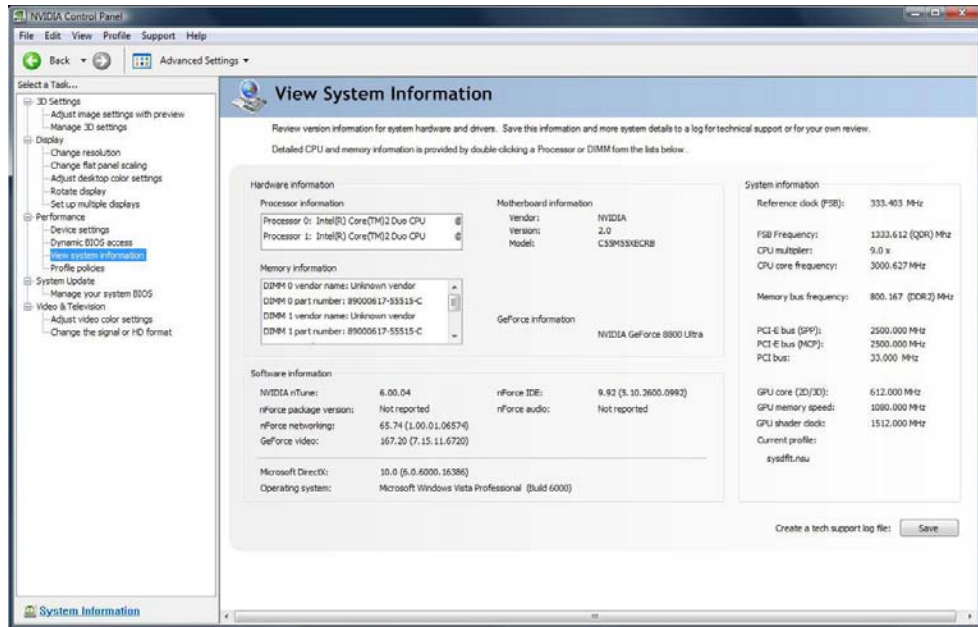 NVIDIA Control Panel
File Edit View Profile Support Help
Back Advanced Settings
Select a Task...
3D Settings
Adjust image settings with preview
Manage 3D settings
Display
Change resolution
Change flat panel scaling
Adjust desktop color settings
Rotate display
Set up multiple displays
Performance
Device settings
Dynamic BIOS access
View system information
Profile policies
System Update
Manage your system BIOS
Video & Television
Adjust video color settings
Change the signal or HD format
System Information
View System Information
Review version information for system hardware and drivers. Save this information and more system details to a log for technical support or for your own review.
Detailed CPU and memory information is provided by double-clicking a Processor or DIMM form the lists below.
Hardware information
Processor information
Processor 0: Intel(R) Core(TM)2 Duo CPU @
Processor 1: Intel(R) Core(TM)2 Duo CPU @
Memory information
DIMM 0 vendor name: Unknown vendor
DIMM 0 part number: 89000617-55515-C
DIMM 1 vendor name: Unknown vendor
DIMM 1 part number: 89000617-55515-C
Motherboard information
Vendor: NVIDIA
Version: 2.0
Model: C55M55XECRB
GeForce information
NVIDIA GeForce 8800 Ultra
Software information
NVIDIA nTune: 6.00.04
nForce package version: Not reported
nForce networking: 65.74 (1.00.01.06574)
GeForce video: 167.20 (7.15.11.6720)
nForce IDE: 9.92 (5.10.2600.0992)
nForce audio: Not reported
Microsoft DirectX: 10.0 (6.0.6000.16386)
Operating system: Microsoft Windows Vista Professional (Build 6000)
System information
Reference clock (FSB): 333.403 MHz
FSB Frequency: 1333.612 (QDR) Mhz
CPU multiplier: 9.0 x
CPU core frequency: 3000.627 MHz
Memory bus frequency: 800.167 (DDR2) MHz
PCI-E bus (SPP): 2500.000 MHz
PCI-E bus (MCP): 2500.000 MHz
PCI bus: 33.000 MHz
GPU core (2D/3D): 612.000 MHz
GPU memory speed: 1080.000 MHz
GPU shader clock: 1512.000 MHz
Current profile:
sysdflt.nsu
Create a tech support log file: Save